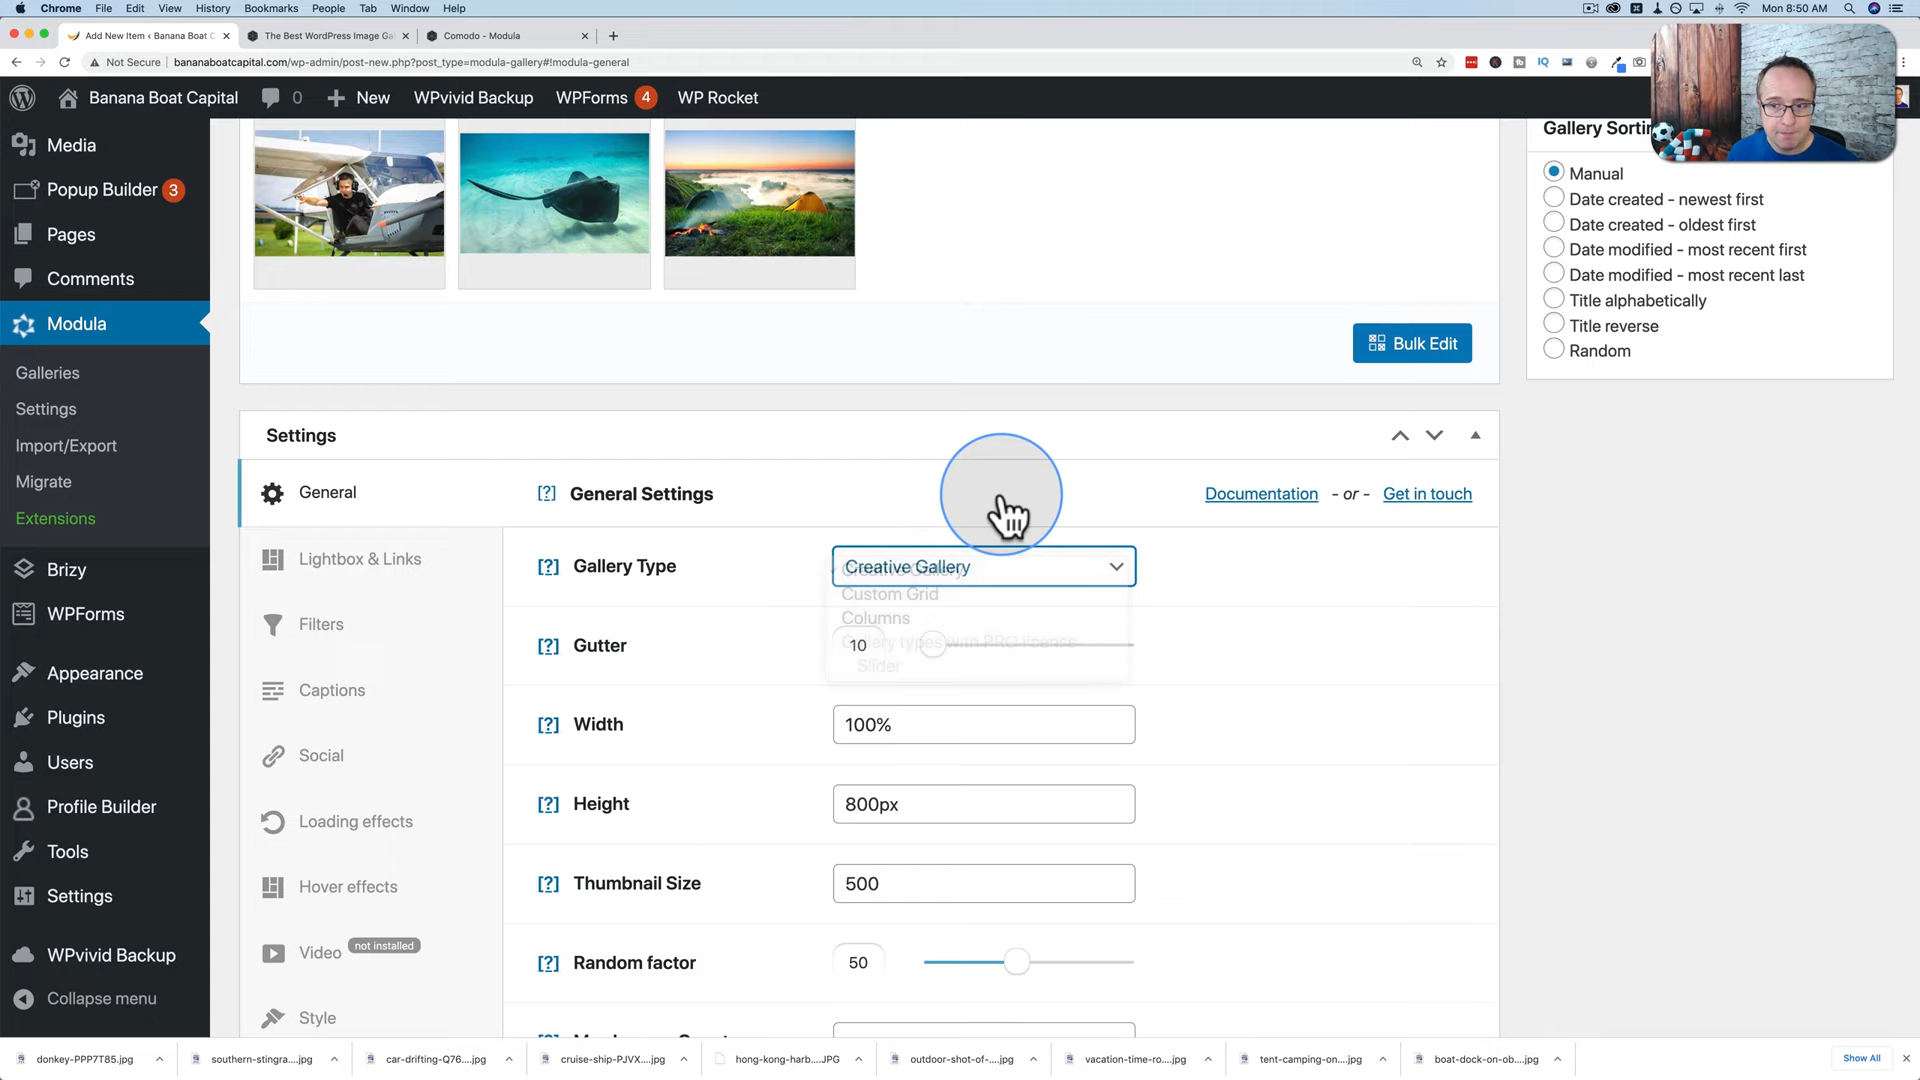 Chrome File Edit View History Bookmarks People Tab Window Help Mon 8:50 AM
Add New Item ‹ Banana Boat C
The Best WordPress Image Gal
Comodo - Modula
Not Secure bananaboatcapital.com/wp-admin/post-new.php?post_type=modula-gallery#!modula-general
Banana Boat Capital 0 New WPvivid Backup WPForms 4 WP Rocket
Media
Popup Builder 3
Pages
Comments
Modula
Galleries
Settings
Import/Export
Migrate
Extensions
Brizy
WPForms
Appearance
Plugins
Users
Profile Builder
Tools
Settings
WPvivid Backup
Collapse menu
Bulk Edit
Gallery Sortin
Manual
Date created - newest first
Date created - oldest first
Date modified - most recent first
Date modified - most recent last
Title alphabetically
Title reverse
Random
Settings
General
Lightbox & Links
Filters
Captions
Social
Loading effects
Hover effects
Video not installed
Style
[?] General Settings Documentation - or - Get in touch
[?] Gallery Type Creative Gallery
Creative Gallery
Custom Grid
Columns
Gallery types with PRO licence
Slider
[?] Gutter 10
[?] Width 100%
[?] Height 800px
[?] Thumbnail Size 500
[?] Random factor 50
donkey-PPP7T85.jpg
southern-stingra....jpg
car-drifting-Q76....jpg
cruise-ship-PJVX....jpg
hong-kong-harb....JPG
outdoor-shot-of-....jpg
vacation-time-ro....jpg
tent-camping-on....jpg
boat-dock-on-ob....jpg
Show All